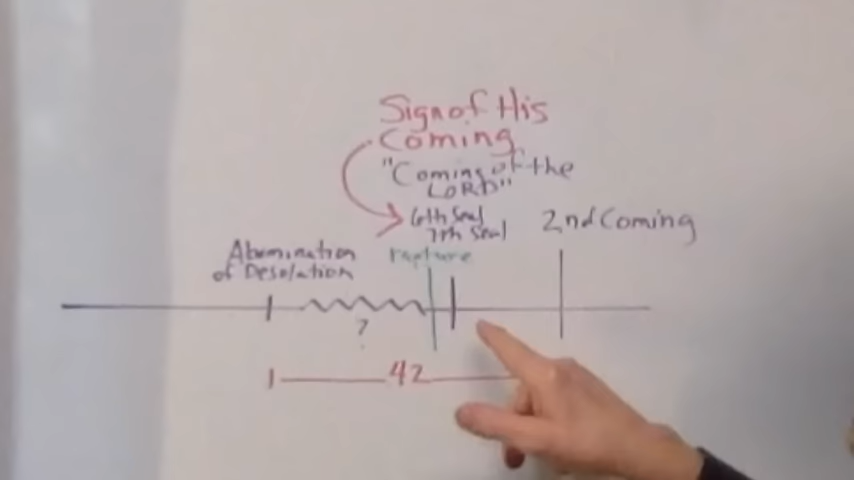 Sign of His
Coming
"Coming of the
LORD"
6th Seal
7th Seal
2nd Coming
Abomination
of Desolation
rapture
?
42